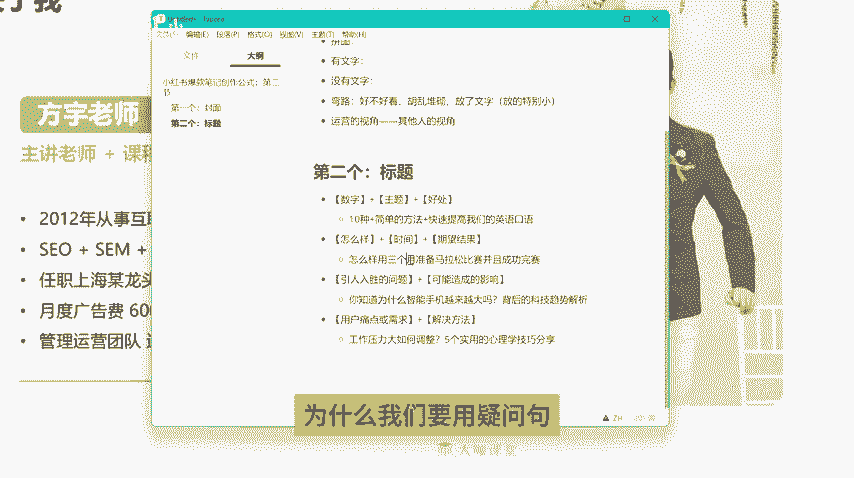 方宇老师
主讲老师 + 课程
• 2012年从事互联
• SEO + SEM +
• 任职上海某龙头
• 月度广告费 600
• 管理运营团队
编辑(E) 段落(P) 格式(O) 视图(V) 主题(T) 帮助(H)
文件 大纲
小红书爆款笔记创作公式：第二
节
第一个：封面
第二个：标题
• 有文字：
• 没有文字：
• 弯路：好不好看、胡乱堆砌、放了文字（放的特别小）
• 运营的视角——其他人的视角
第二个：标题
• 【数字】+【主题】+【好处】
○ 10种+简单的方法+快速提高我们的英语口语
• 【怎么样】+【时间】+【期望结果】
○ 怎么样用三个月准备马拉松比赛并且成功完赛
• 【引人入胜的问题】+【可能造成的影响】
○ 你知道为什么智能手机越来越大吗？背后的科技趋势解析
• 【用户痛点或需求】+【解决方法】
○ 工作压力大如何调整？5个实用的心理学技巧分享
为什么我们要用疑问句